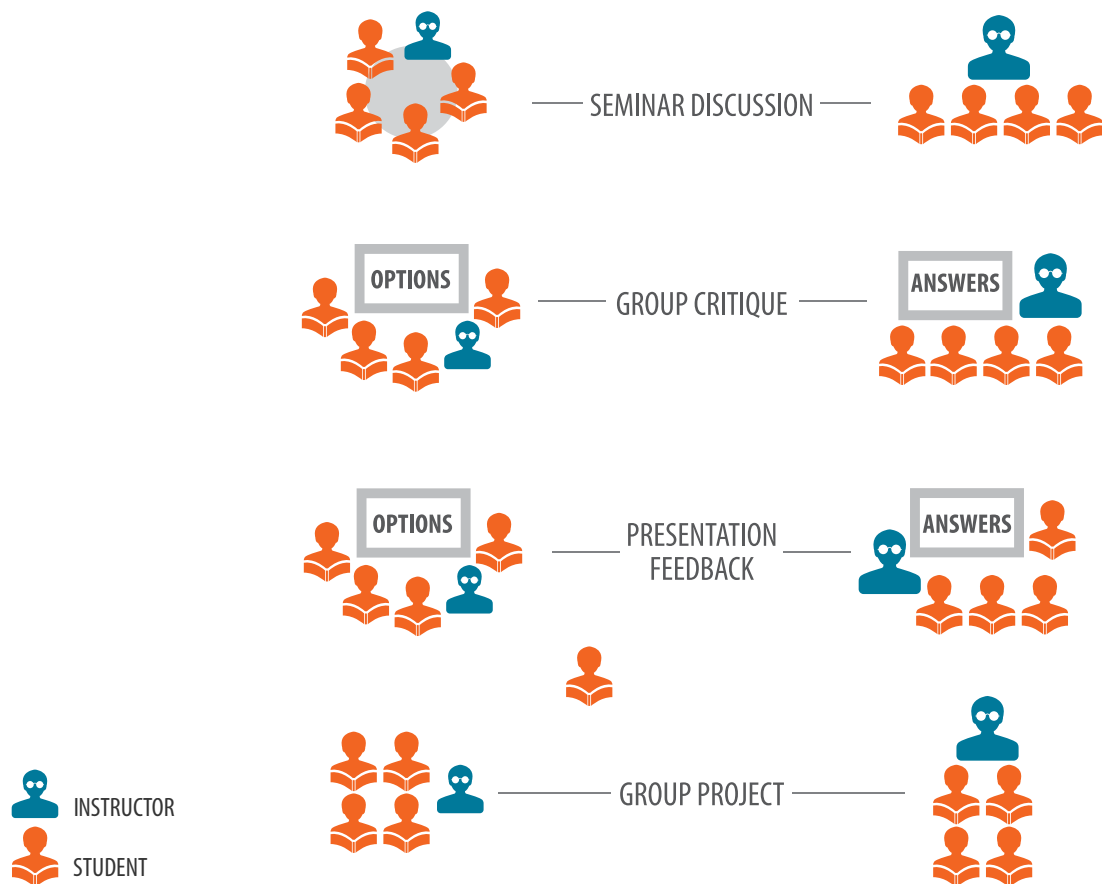 SEMINAR DISCUSSION
OPTIONS
GROUP CRITIQUE
ANSWERS
OPTIONS
PRESENTATION
FEEDBACK
ANSWERS
GROUP PROJECT
INSTRUCTOR
STUDENT